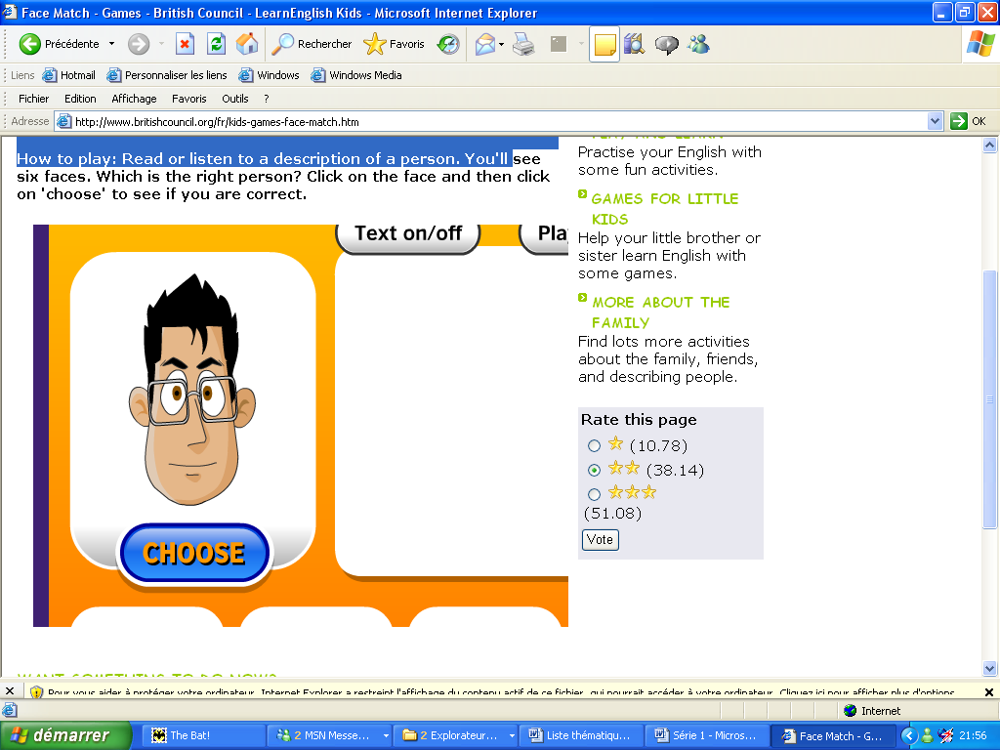 Face Match - Games - British Council - LearnEnglish Kids - Microsoft Internet Explorer
Précédente Rechercher Favoris
Liens Hotmail Personnaliser les liens Windows Windows Media
Fichier Edition Affichage Favoris Outils ?
Adresse http://www.britishcouncil.org/fr/kids-games-face-match.htm OK
How to play: Read or listen to a description of a person. You'll see
six faces. Which is the right person? Click on the face and then click
on 'choose' to see if you are correct.
Text on/off
CHOOSE
Practise your English with
some fun activities.
GAMES FOR LITTLE
KIDS
Help your little brother or
sister learn English with
some games.
MORE ABOUT THE
FAMILY
Find lots more activities
about the family, friends,
and describing people.
Rate this page
(10.78)
(38.14)
(51.08)
Vote
WANT SOMETHING TO DO NOW?
Pour vous aider à protéger votre ordinateur, Internet Explorer a restreint l'affichage du contenu actif de ce fichier, qui pourrait accéder à votre ordinateur. Cliquez ici pour afficher plus d'options
Internet
démarrer The Bat! 2 MSN Messe... 2 Explorateur... Liste thématiqu... Série 1 - Micros... Face Match - G... 21:56